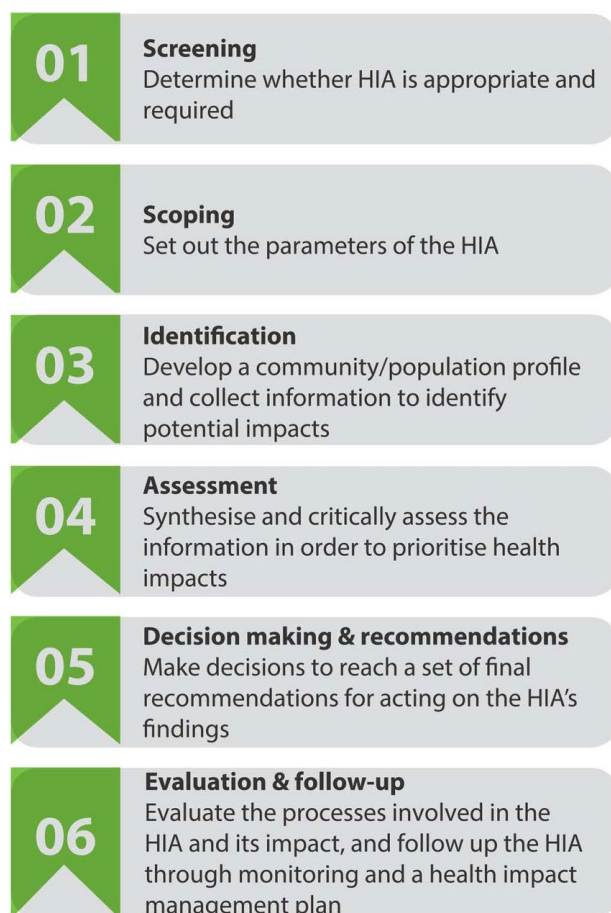 01
Screening
Determine whether HIA is appropriate and
required
02
Scoping
Set out the parameters of the HIA
03
Identification
Develop a community/population profile
and collect information to identify
potential impacts
04
Assessment
Synthesise and critically assess the
information in order to prioritise health
impacts
05
Decision making & recommendations
Make decisions to reach a set of final
recommendations for acting on the HIA’s
findings
06
Evaluation & follow-up
Evaluate the processes involved in the
HIA and its impact, and follow up the HIA
through monitoring and a health impact
management plan